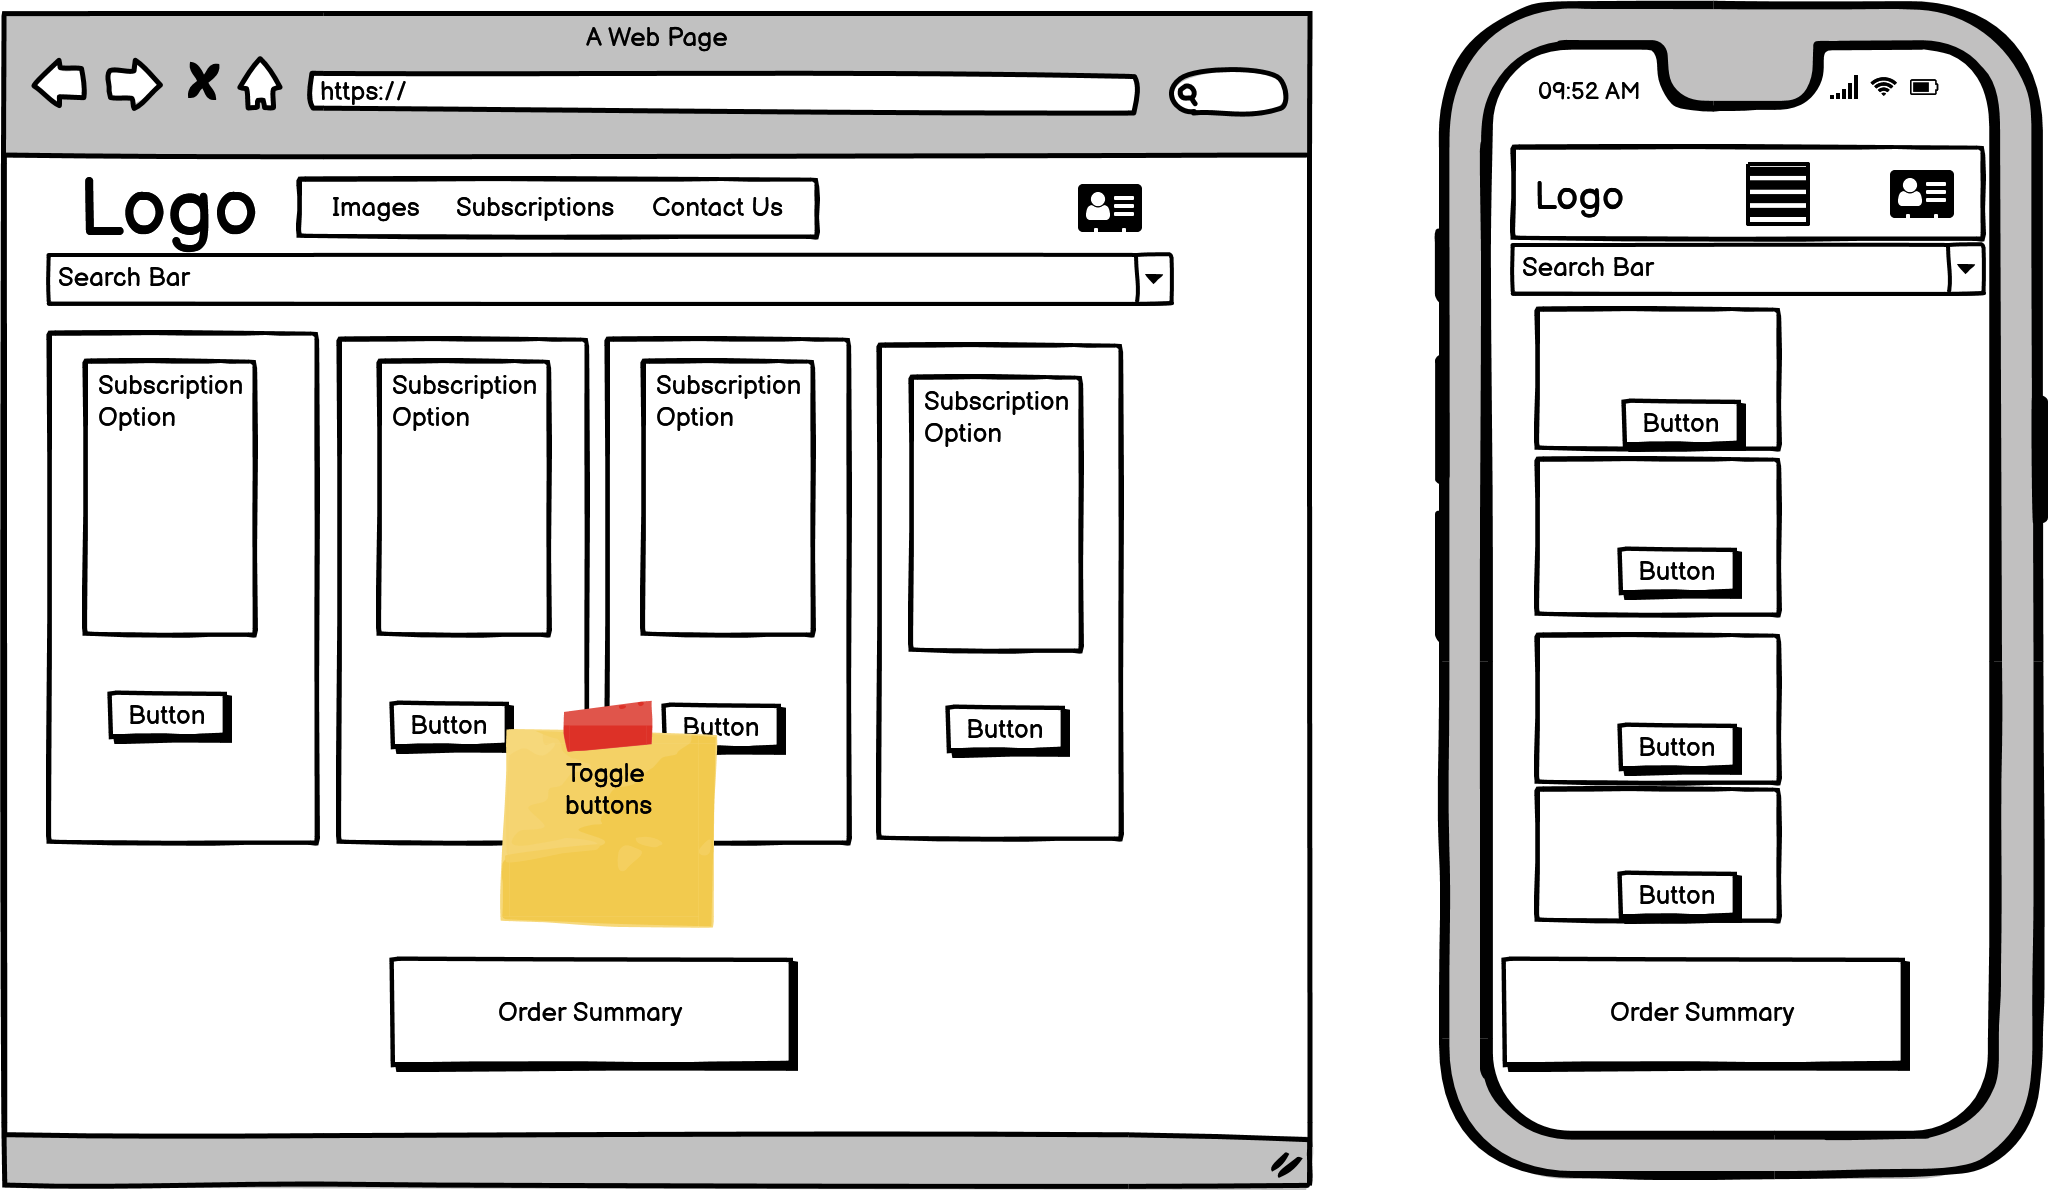 A Web Page
https://
Logo
Images Subscriptions Contact Us
Search Bar
Subscription
Option
Subscription
Option
Subscription
Option
Subscription
Option
Button
Button
Button
Button
Toggle
buttons
Order Summary
09:52 AM
Logo
Search Bar
Button
Button
Button
Button
Order Summary